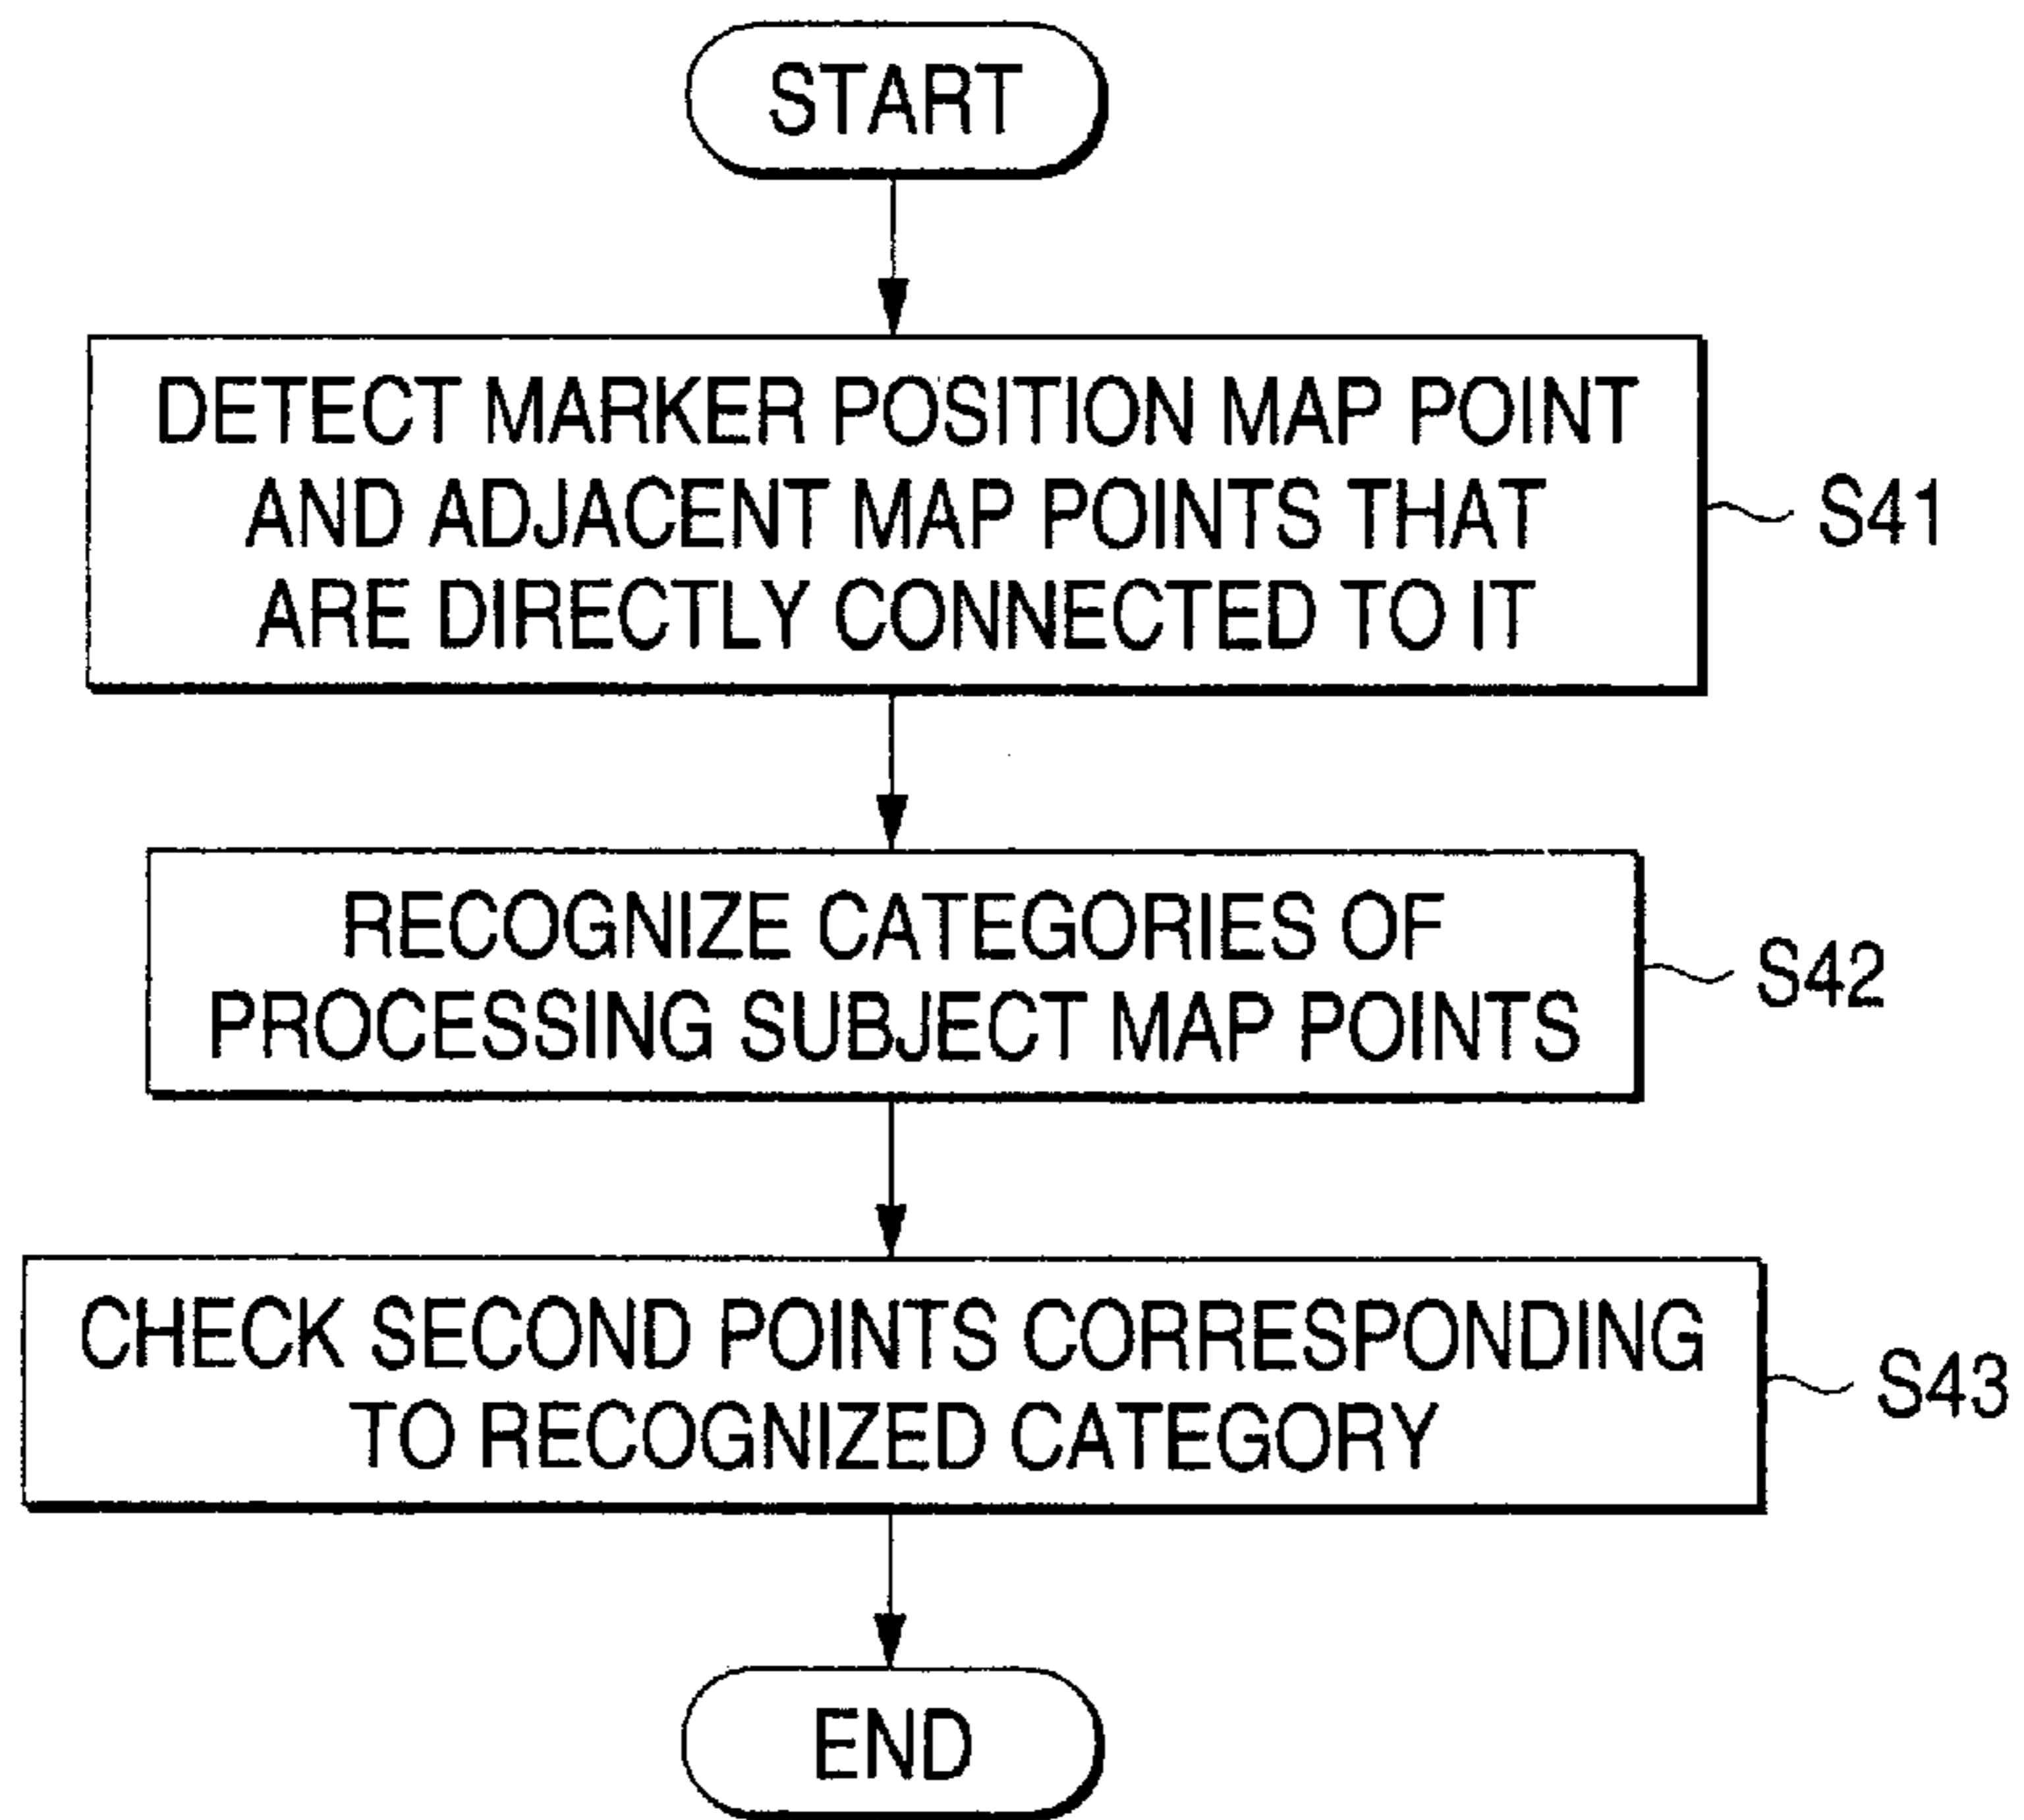 START
DETECT MARKER POSITION MAP POINT
AND ADJACENT MAP POINTS THAT
ARE DIRECTLY CONNECTED TO IT
S41
RECOGNIZE CATEGORIES OF
PROCESSING SUBJECT MAP POINTS
S42
CHECK SECOND POINTS CORRESPONDING
TO RECOGNIZED CATEGORY
S43
END